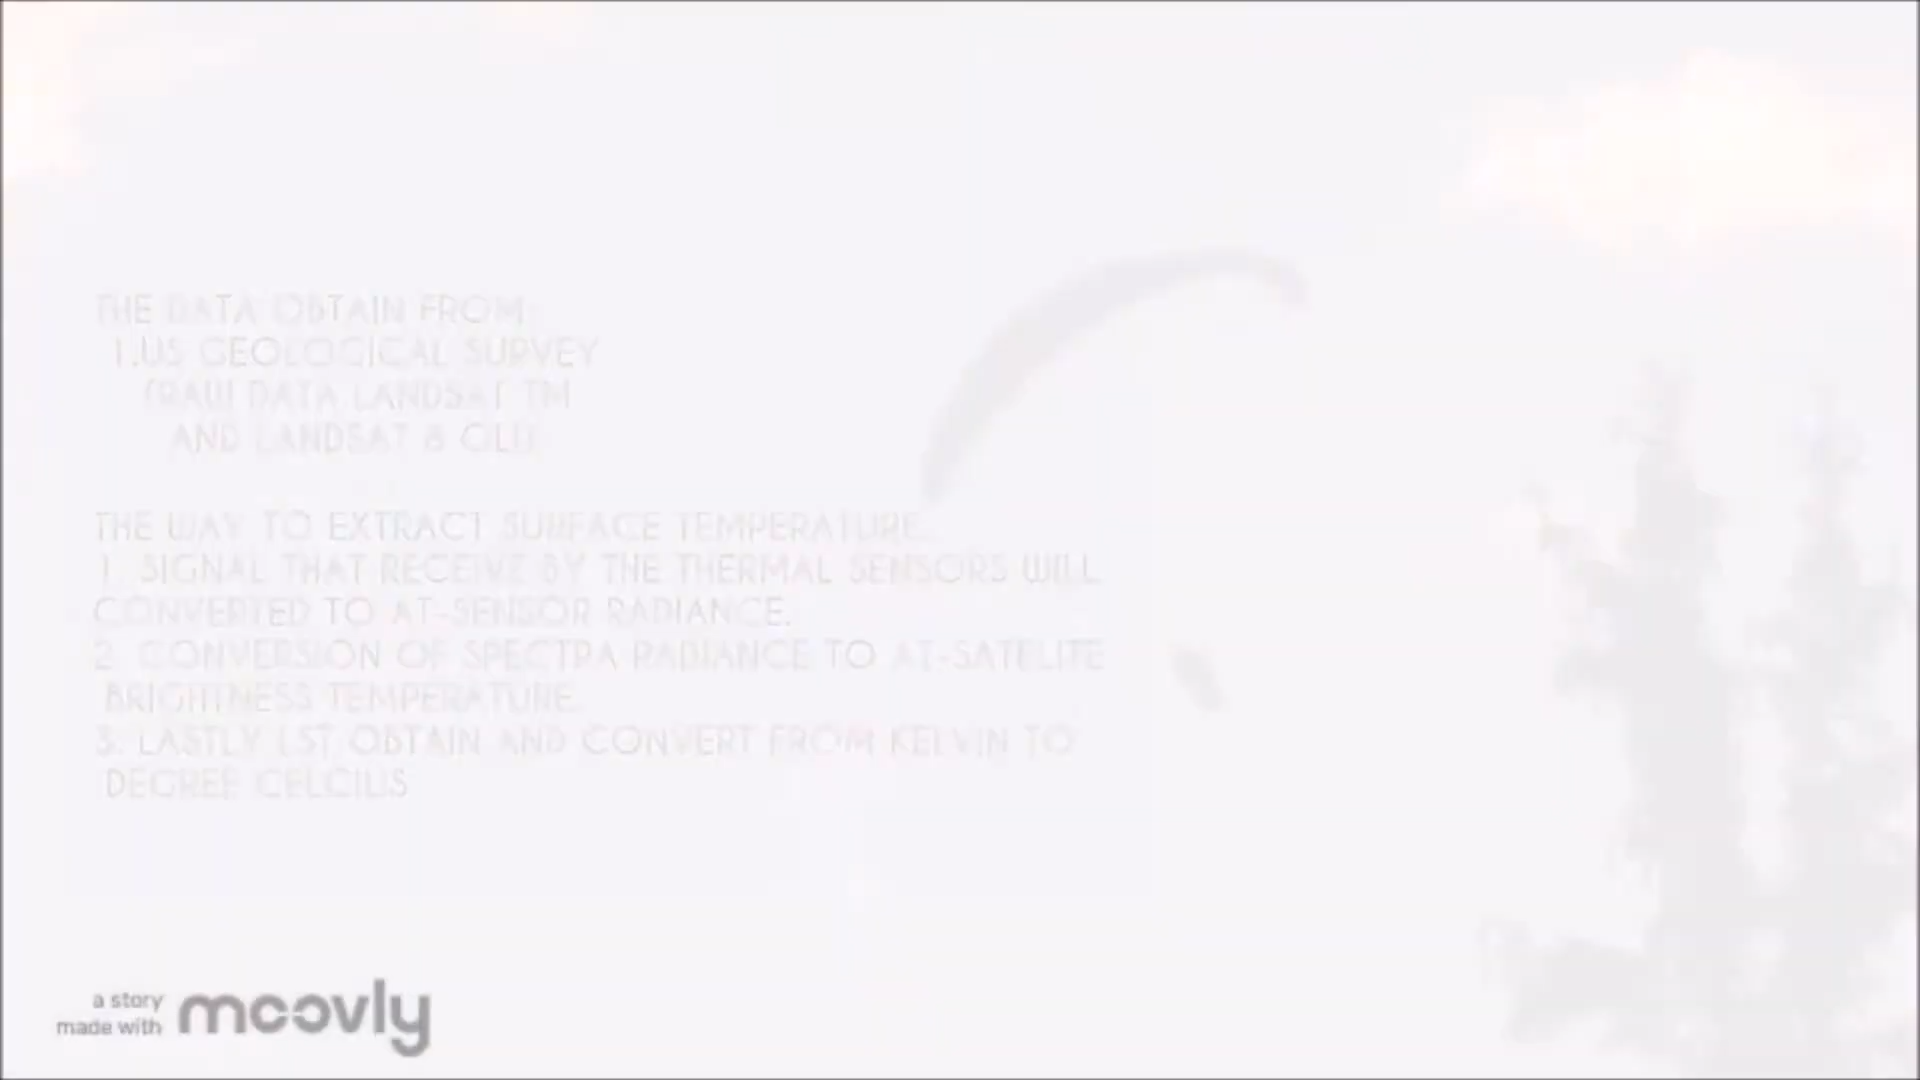 THE DATA OBTAIN FROM:
1.US GEOLOGICAL SURVEY
(RAW DATA LANDSAT TM
AND LANDSAT 8 OLI)
THE WAY TO EXTRACT SURFACE TEMPERATURE.
1. SIGNAL THAT RECEIVE BY THE THERMAL SENSORS WILL
CONVERTED TO AT-SENSOR RADIANCE.
2. CONVERSION OF SPECTRA RADIANCE TO AT-SATELITE
BRIGHTNESS TEMPERATURE.
3. LASTLY LST OBTAIN AND CONVERT FROM KELVIN TO
DEGREE CELCIUS
a story
made with moovly